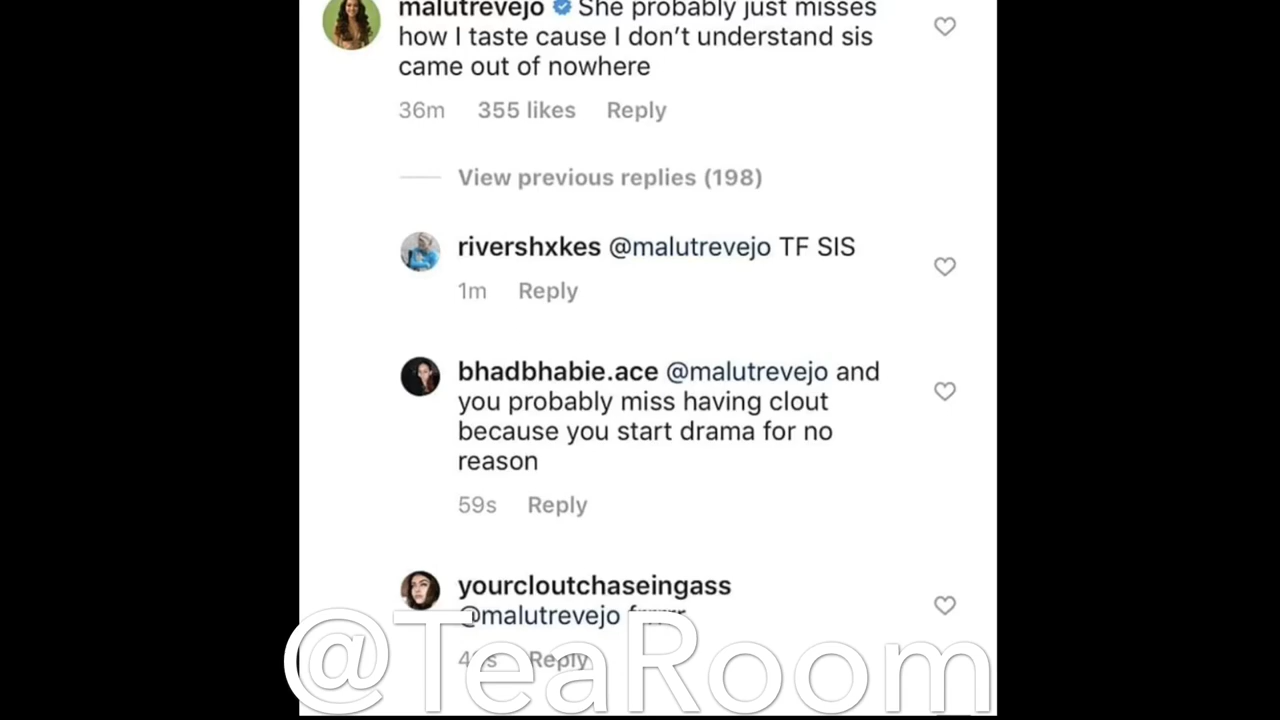 malutrevejo She probably just misses
how I taste cause I don't understand sis
came out of nowhere
36m 355 likes Reply
View previous replies (198)
rivershxkes @malutrevejo TF SIS
1m Reply
bhadbhabie.ace @malutrevejo and
you probably miss having clout
because you start drama for no
reason
59s Reply
yourcloutchaseingass
@malutrevejo
Reply
@TeaRoom